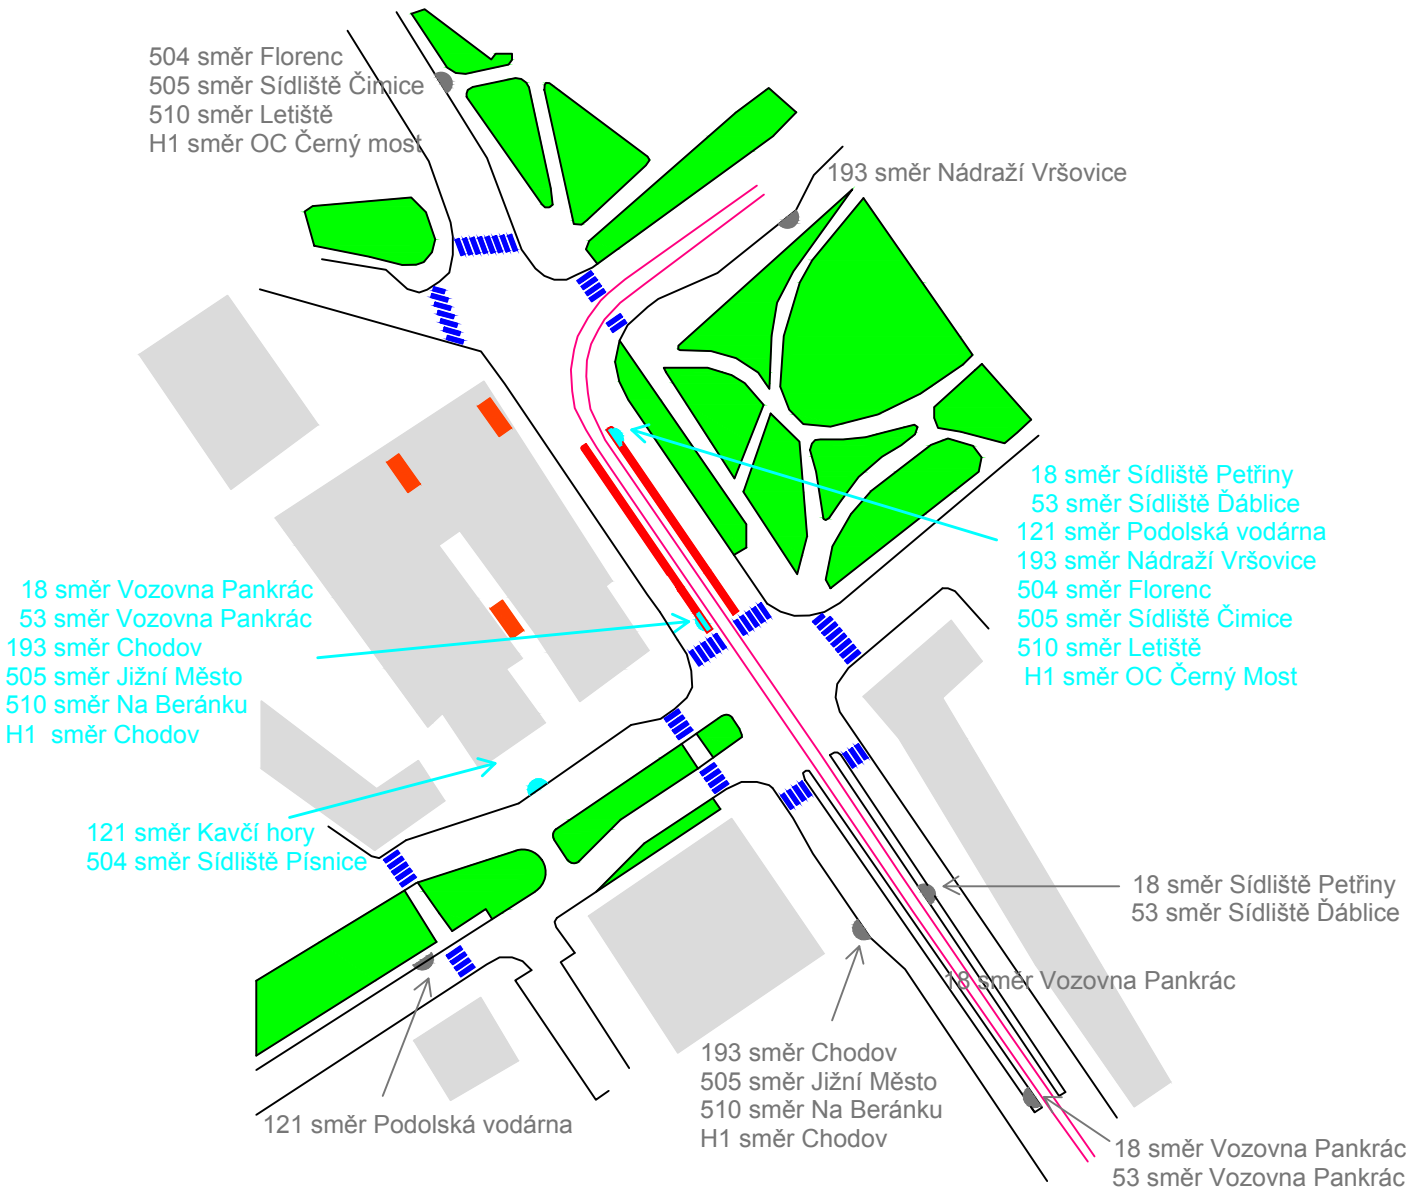 504 směr Florenc
505 směr Sídliště Čimice
510 směr Letiště
H1 směr OC Černý most
193 směr Nádraží Vršovice
18 směr Sídliště Petřiny
53 směr Sídliště Ďáblice
121 směr Podolská vodárna
193 směr Nádraží Vršovice
504 směr Florenc
505 směr Sídliště Čimice
510 směr Letiště
H1 směr OC Černý Most
18 směr Vozovna Pankrác
53 směr Vozovna Pankrác
193 směr Chodov
505 směr Jižní Město
510 směr Na Beránku
H1 směr Chodov
121 směr Kavčí hory
504 směr Sídliště Písnice
18 směr Sídliště Petřiny
53 směr Sídliště Ďáblice
18 směr Vozovna Pankrác
193 směr Chodov
505 směr Jižní Město
510 směr Na Beránku
H1 směr Chodov
121 směr Podolská vodárna
18 směr Vozovna Pankrác
53 směr Vozovna Pankrác